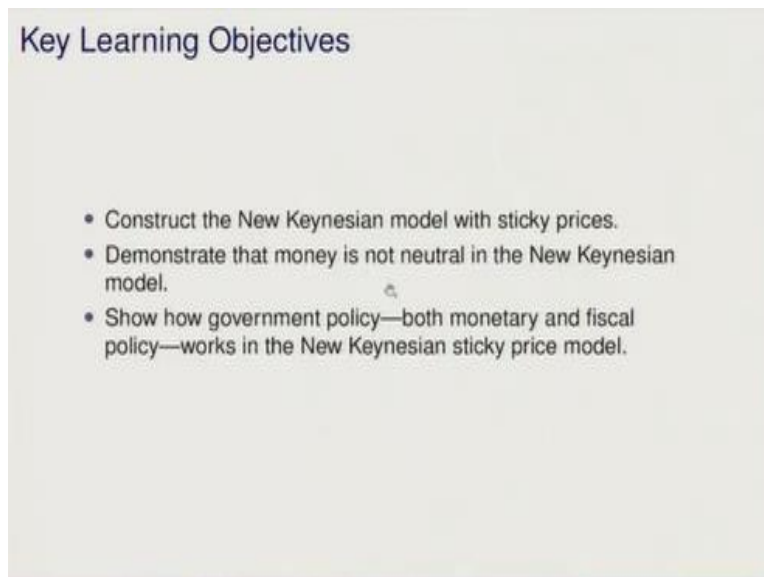 Key Learning Objectives
• Construct the New Keynesian model with sticky prices.
• Demonstrate that money is not neutral in the New Keynesian
model.
• Show how government policy—both monetary and fiscal
policy—works in the New Keynesian sticky price model.